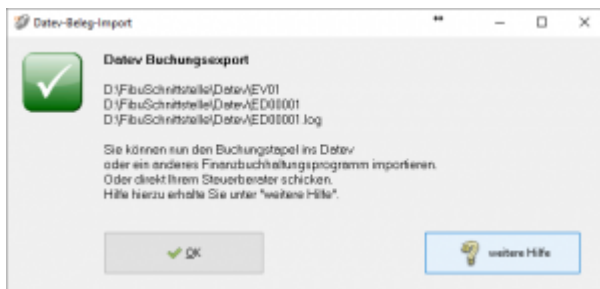 Datev-Beleg-Import
Datev Buchungsexport
D:\FibuSchnittstelle\Datev\EV01
D:\FibuSchnittstelle\Datev\ED00001
D:\FibuSchnittstelle\Datev\ED00001.log
Sie können nun den Buchungstapel ins Datev
oder ein anderes Finanzbuchhaltungsprogramm importieren.
Oder direkt Ihrem Steuerberater schicken.
Hilfe hierzu erhalte Sie unter "weitere Hilfe".
OK
weitere Hilfe